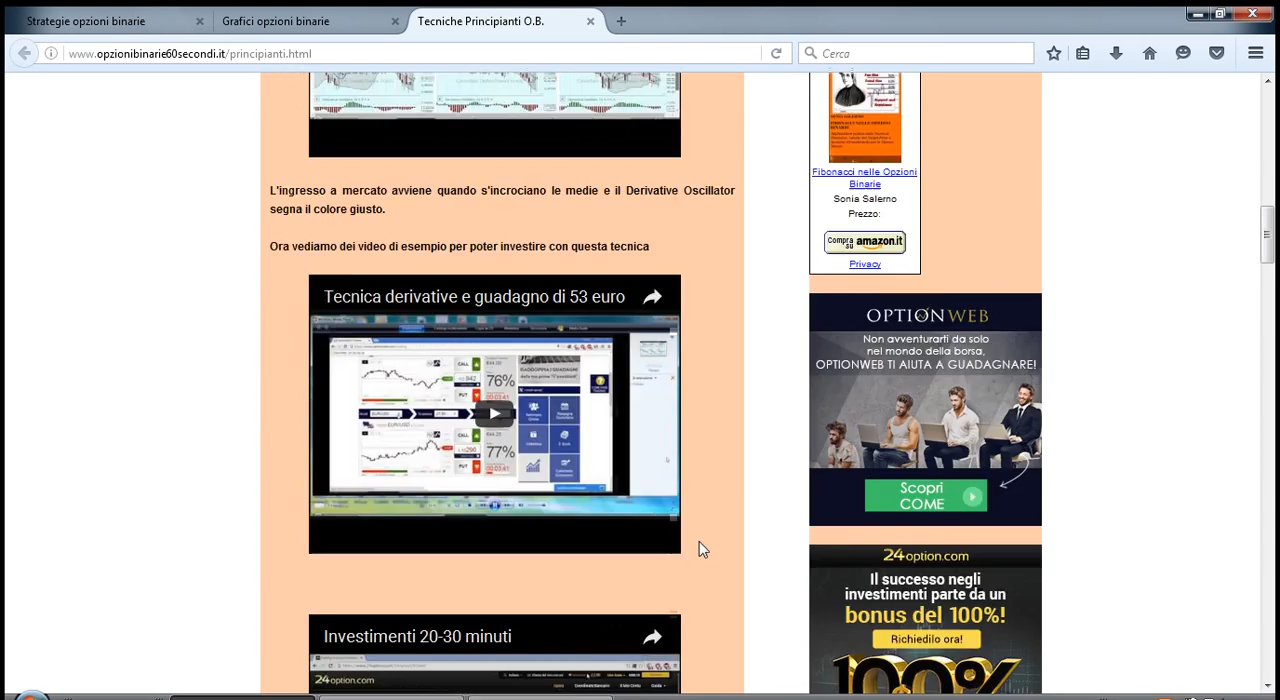 Strategie opzioni binarie
Grafici opzioni binarie
Tecniche Principianti O.B.
www.opzionibinarie60secondi.it/principianti.html
Cerca
L'ingresso a mercato avviene quando s'incrociano le medie e il Derivative Oscillator
segna il colore giusto.
Ora vediamo dei video di esempio per poter investire con questa tecnica
Tecnica derivative e guadagno di 53 euro
CALL
76%
PUT
CALL
77%
PUT
Investimenti 20-30 minuti
24option.com
Fibonacci nelle Opzioni
Binarie
Sonia Salerno
Prezzo:
Compra
su amazon.it
Privacy
OPTIONWEB
Non avventurarti da solo
nel mondo della borsa,
OPTIONWEB TI AIUTA A GUADAGNARE!
Scopri
COME
24option.com
Il successo negli
investimenti parte da un
bonus del 100%!
Richiedilo ora!
100%